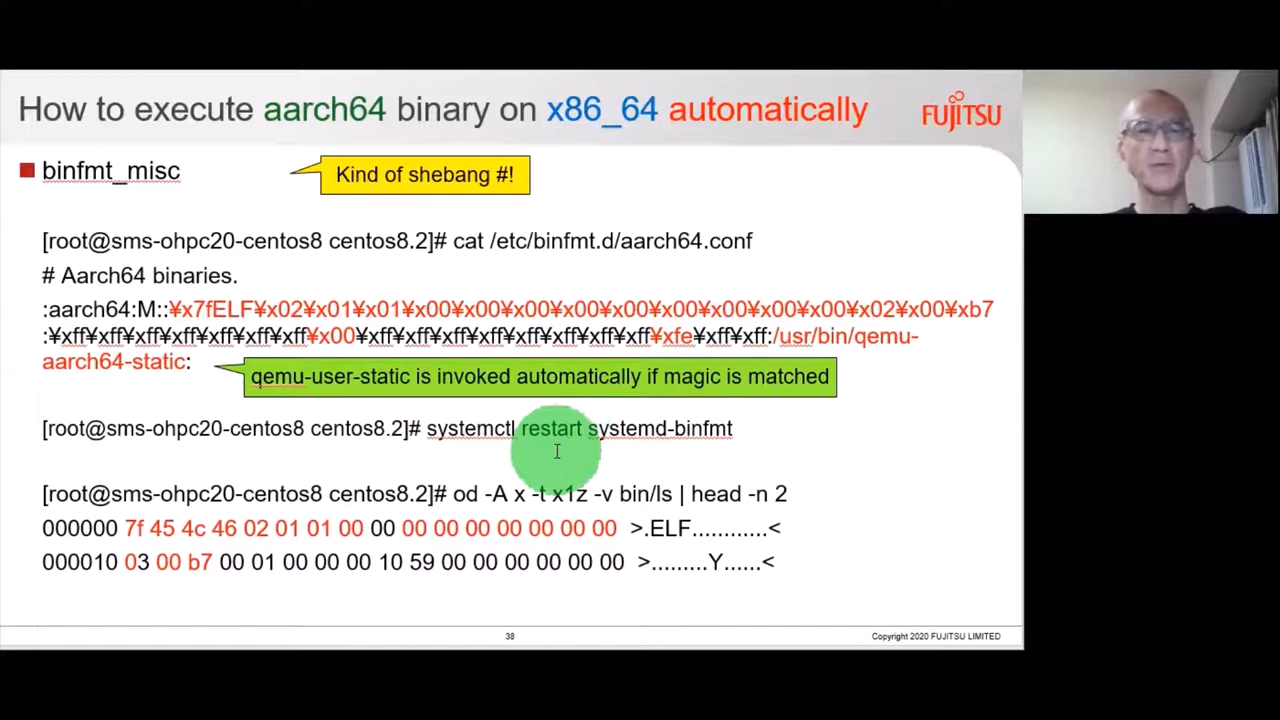 How to execute aarch64 binary on x86_64 automatically
FUJITSU
binfmt_misc
Kind of shebang #!
[root@sms-ohpc20-centos8 centos8.2]# cat /etc/binfmt.d/aarch64.conf
# Aarch64 binaries.
:aarch64:M::¥x7fELF¥x02¥x01¥x01¥x00¥x00¥x00¥x00¥x00¥x00¥x00¥x00¥x00¥x02¥x00¥xb7
:¥xff¥xff¥xff¥xff¥xff¥xff¥xff¥x00¥xff¥xff¥xff¥xff¥xff¥xff¥xff¥xff¥xfe¥xff¥xff:/usr/bin/qemu-
aarch64-static:
qemu-user-static is invoked automatically if magic is matched
[root@sms-ohpc20-centos8 centos8.2]# systemctl restart systemd-binfmt
[root@sms-ohpc20-centos8 centos8.2]# od -A x -t x1z -v bin/ls | head -n 2
000000 7f 45 4c 46 02 01 01 00 00 00 00 00 00 00 00 00 >.ELF............<
000010 03 00 b7 00 01 00 00 00 10 59 00 00 00 00 00 00 >.........Y......<
38
Copyright 2020 FUJITSU LIMITED